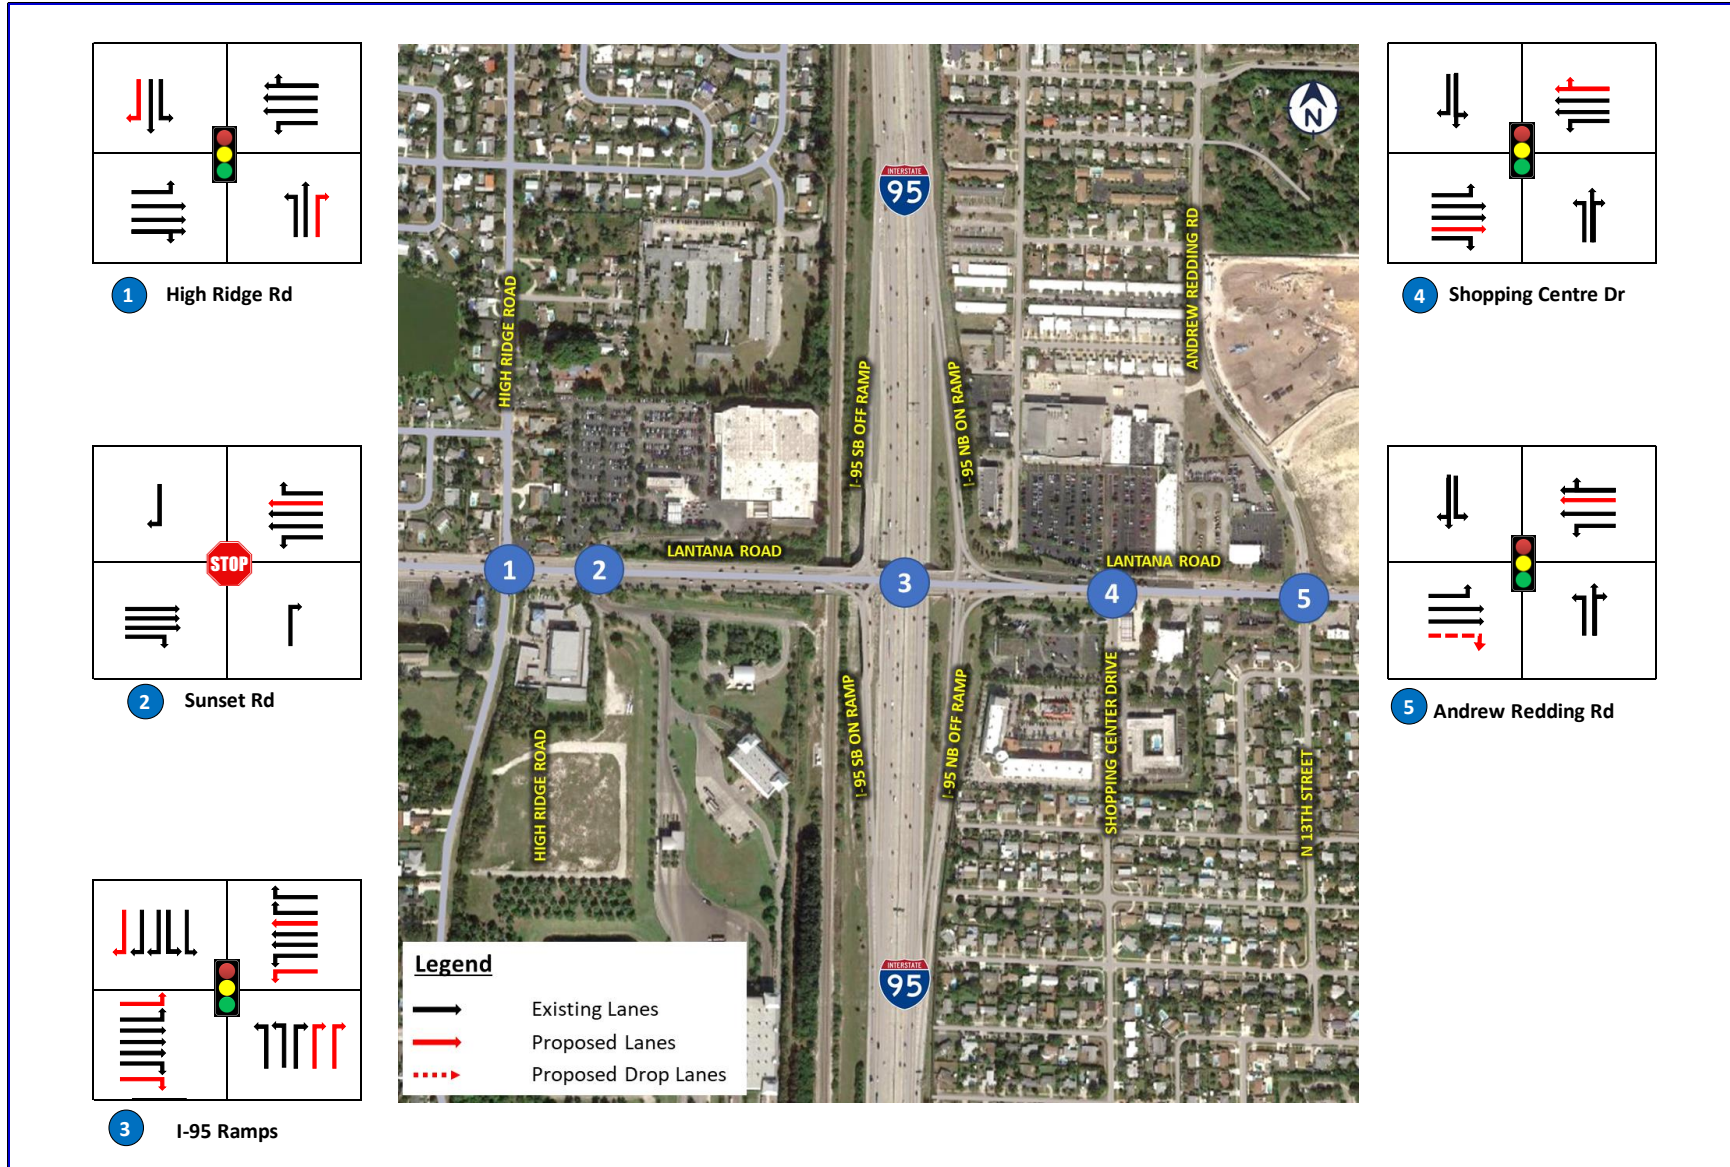 1 High Ridge Rd
STOP
2 Sunset Rd
3 I-95 Ramps
INTERSTATE
95
N
HIGH RIDGE ROAD
ANDREW REDDING RD
I-95 SB OFF RAMP
I-95 NB ON RAMP
LANTANA ROAD
LANTANA ROAD
1
2
3
4
5
HIGH RIDGE ROAD
I-95 SB ON RAMP
I-95 NB OFF RAMP
SHOPPING CENTER DRIVE
N 13TH STREET
INTERSTATE
95
Legend
Existing Lanes
Proposed Lanes
Proposed Drop Lanes
4 Shopping Centre Dr
5 Andrew Redding Rd